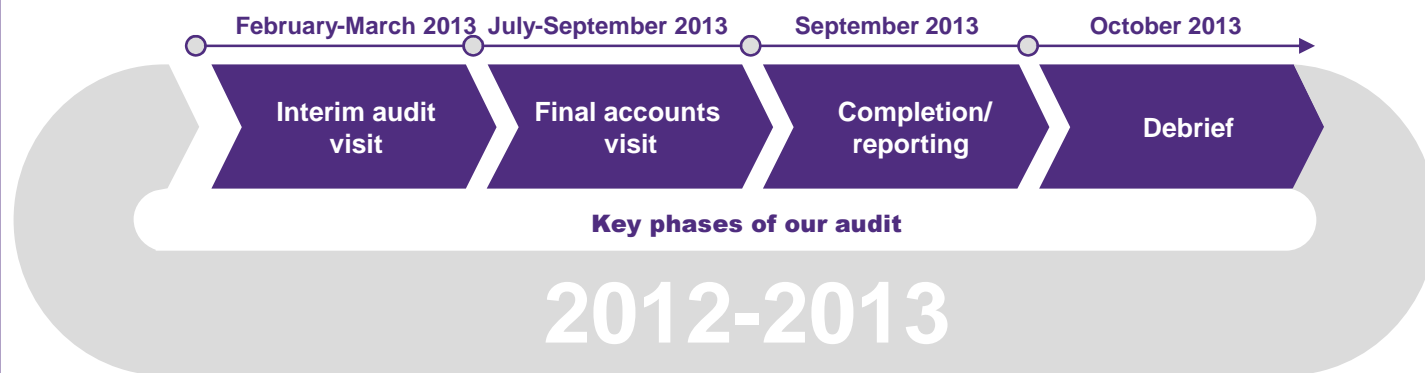 February-March 2013 July-September 2013 September 2013 October 2013
Interim audit
visit
Final accounts
visit
Completion/
reporting
Debrief
Key phases of our audit
2012-2013